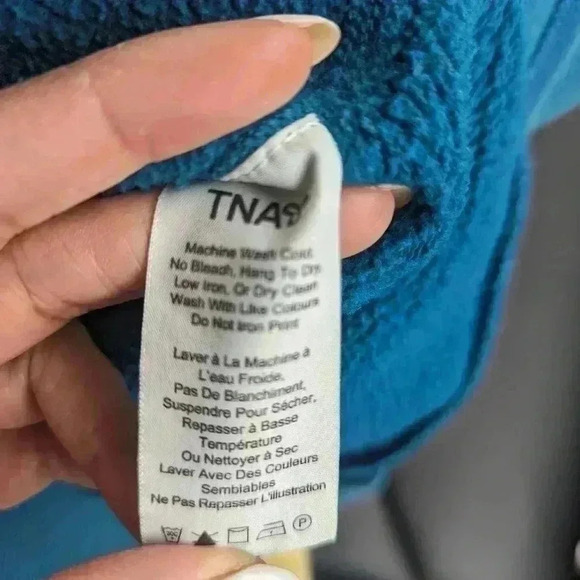 TNA
Machine Wash Cold
No Bleach, Hang To Dry
Low Iron, Or Dry Clean
Wash With Like Colours
Do Not Iron Print
Laver à La Machine à
L'eau Froide,
Pas De Blanchiment,
Suspendre Pour Sécher,
Repasser à Basse
Température
Ou Nettoyer à Sec
Laver Avec Des Couleurs
Semblables
Ne Pas Repasser L'illustration
P